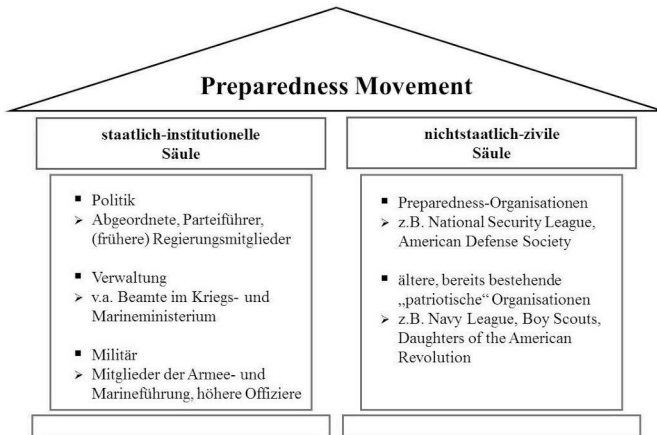 Preparedness Movement
staatlich-institutionelle
Säule
▪ Politik
➢ Abgeordnete, Parteiführer,
(frühere) Regierungsmitglieder
▪ Verwaltung
➢ v.a. Beamte im Kriegs- und
Marineministerium
▪ Militär
➢ Mitglieder der Armee- und
Marineführung, höhere Offiziere
nichtstaatlich-zivile
Säule
▪ Preparedness-Organisationen
➢ z.B. National Security League,
American Defense Society
▪ ältere, bereits bestehende
„patriotische“ Organisationen
➢ z.B. Navy League, Boy Scouts,
Daughters of the American
Revolution